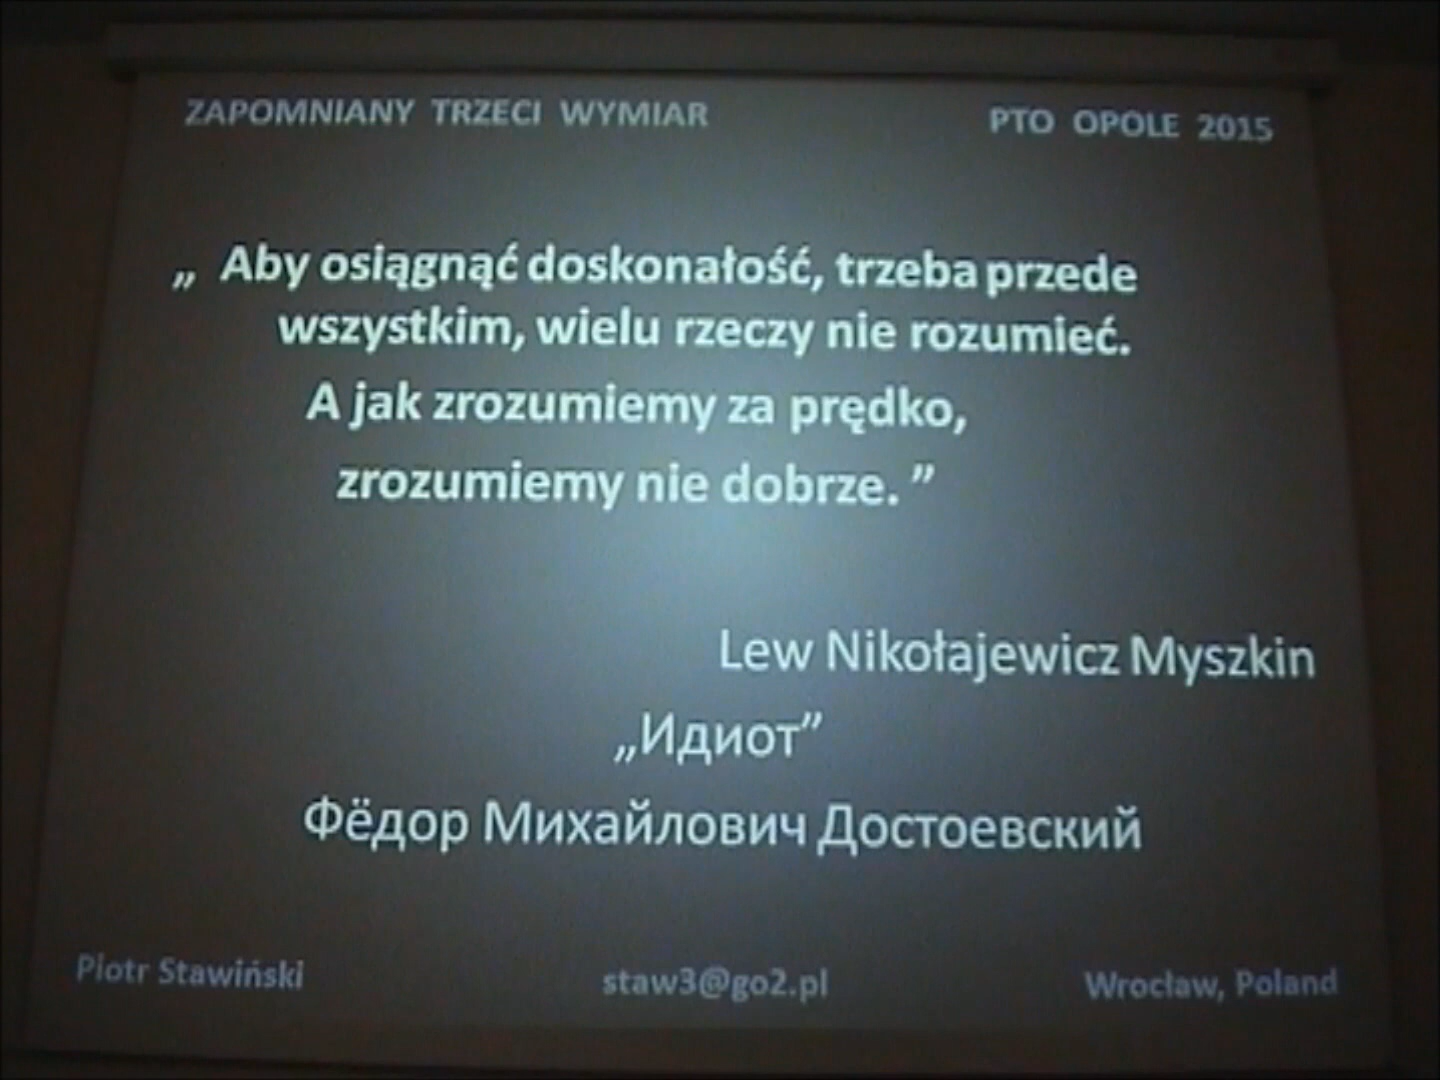 ZAPOMNIANY TRZECI WYMIAR PTO OPOLE 2015
„ Aby osiągnąć doskonałość, trzeba przede
wszystkim, wielu rzeczy nie rozumieć.
A jak zrozumiemy za prędko,
zrozumiemy nie dobrze. ”
Lew Nikołajewicz Myszkin
„Идиот”
Фёдор Михайлович Достоевский
Piotr Stawiński staw3@go2.pl Wrocław, Poland